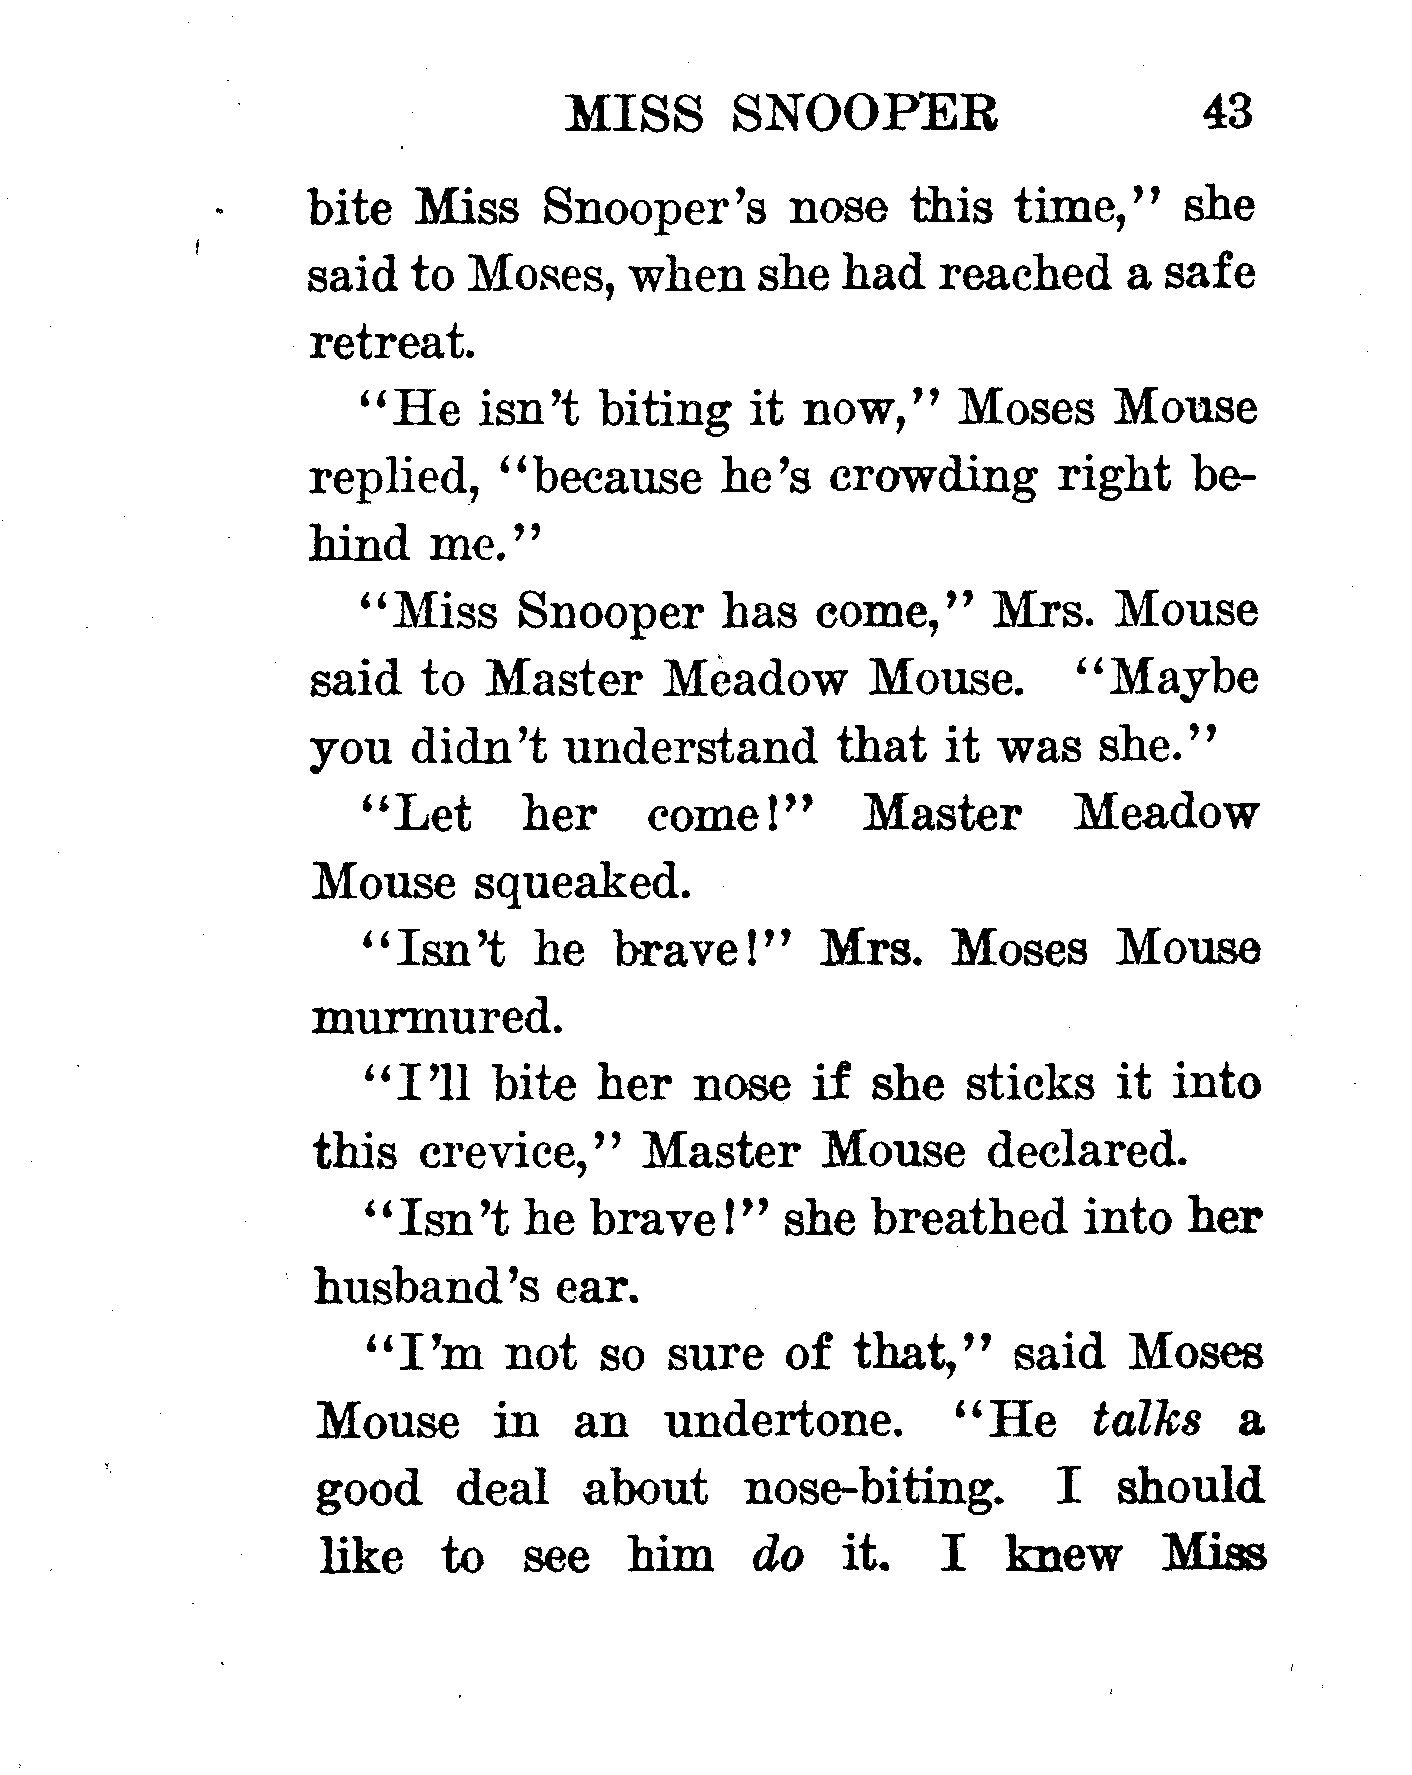 MISS SNOOPER 43
bite Miss Snooper's nose this time," she
said to Moses, when she had reached a safe
retreat.
"He isn't biting it now," Moses Mouse
replied, "because he's crowding right be-
hind me."
"Miss Snooper has come," Mrs. Mouse
said to Master Meadow Mouse. "Maybe
you didn't understand that it was she."
"Let her come!" Master Meadow
Mouse squeaked.
"Isn't he brave!" Mrs. Moses Mouse
murmured.
"I'll bite her nose if she sticks it into
this crevice," Master Mouse declared.
"Isn't he brave!" she breathed into her
husband's ear.
"I'm not so sure of that," said Moses
Mouse in an undertone. "He talks a
good deal about nose-biting. I should
like to see him do it. I knew Miss